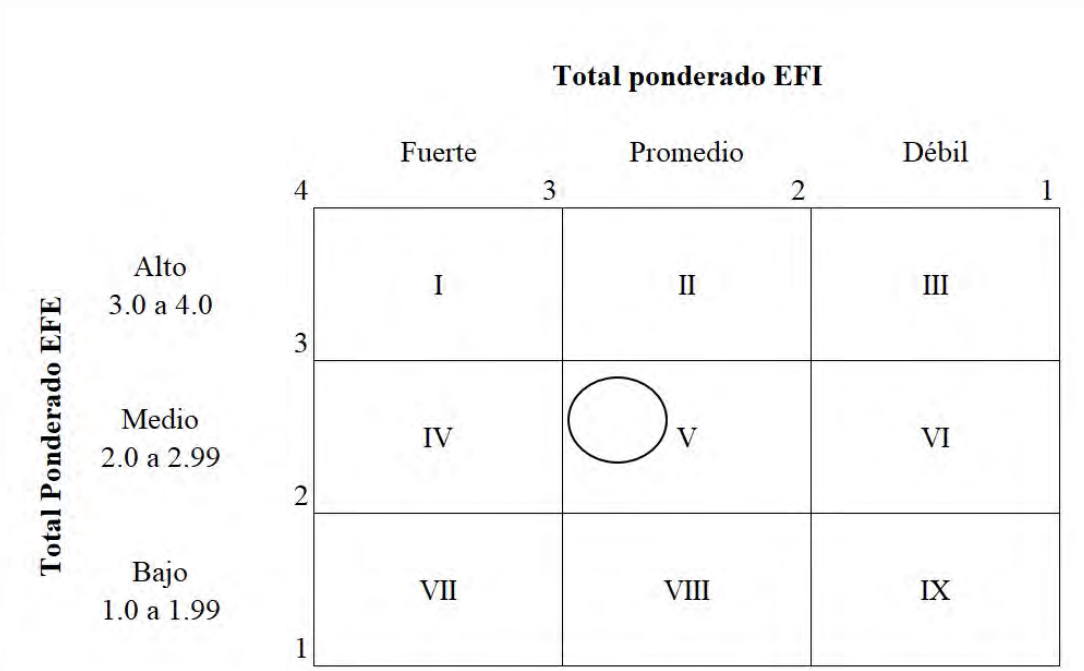 Total ponderado EFI
Fuerte Promedio Débil
4 3 2 1
Alto
3.0 a 4.0
I II III
3
Total Ponderado EFE
Medio
2.0 a 2.99
IV V VI
2
Bajo
1.0 a 1.99
VII VIII IX
1